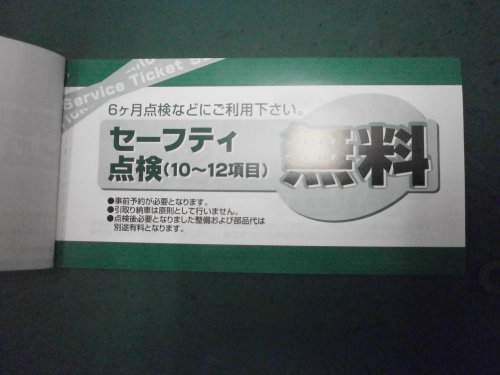 Service Ticket
6ヶ月点検などにご利用下さい。
セーフティ
点検(10〜12項目)
無料
●事前予約が必要となります。
●引取り納車は原則として行いません。
●点検後必要となりました整備および部品代は
別途有料となります。